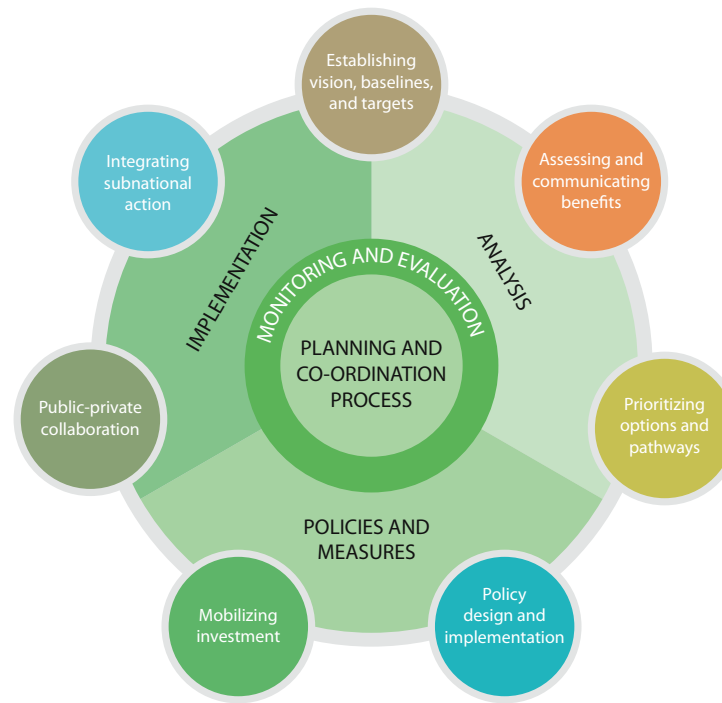 Establishing
vision, baselines,
and targets
Assessing and
communicating
benefits
Prioritizing
options and
pathways
Policy
design and
implementation
Mobilizing
investment
Public-private
collaboration
Integrating
subnational
action
IMPLEMENTATION
ANALYSIS
POLICIES AND
MEASURES
MONITORING AND EVALUATION
PLANNING AND
CO-ORDINATION
PROCESS